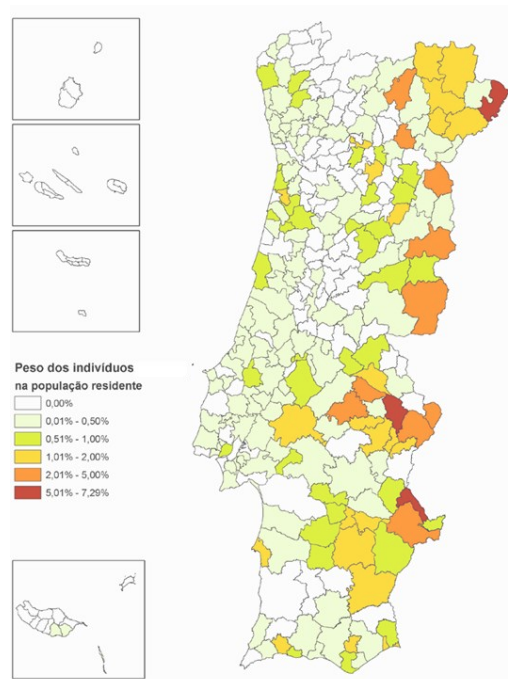 Peso dos indivíduos
na população residente
0,00%
0,01% - 0,50%
0,51% - 1,00%
1,01% - 2,00%
2,01% - 5,00%
5,01% - 7,29%